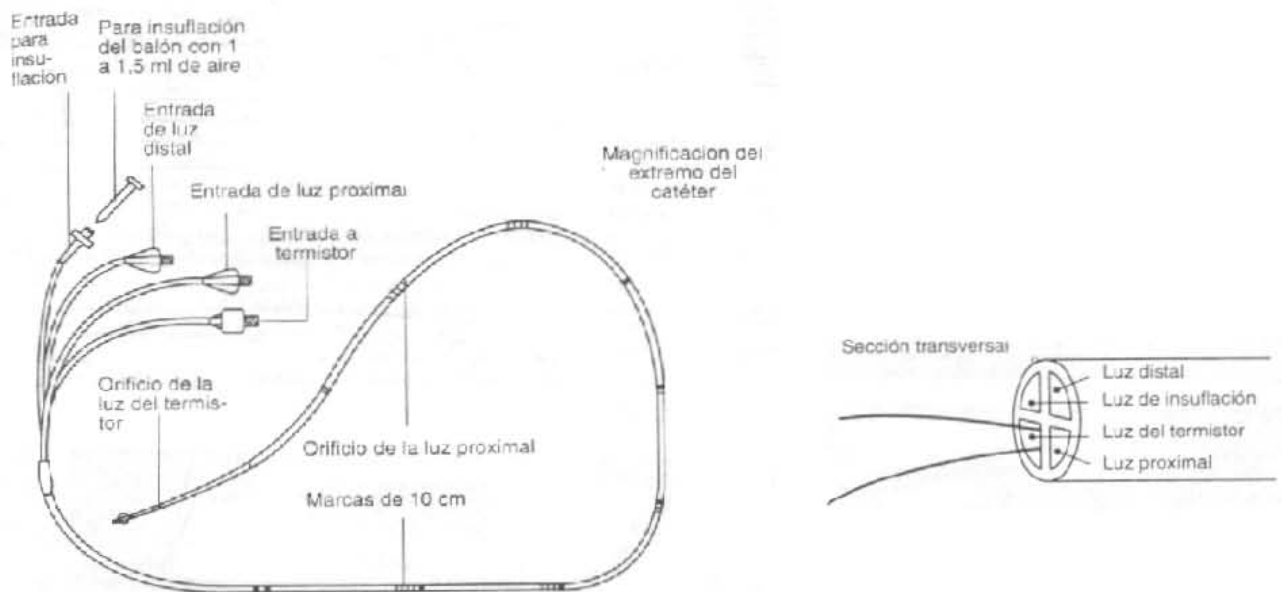 Entrada
para
insu-
flacion
Para insuflación
del balón con 1
a 1,5 ml de aire
Entrada
de luz
distal
Entrada de luz proximal
Entrada a
termistor
Magnificacion del
extremo del
catéter
Orificio de la
luz del termis-
tor
Orificio de la luz proximal
Marcas de 10 cm
Sección transversal
Luz distal
Luz de insuflación
Luz del termistor
Luz proximal